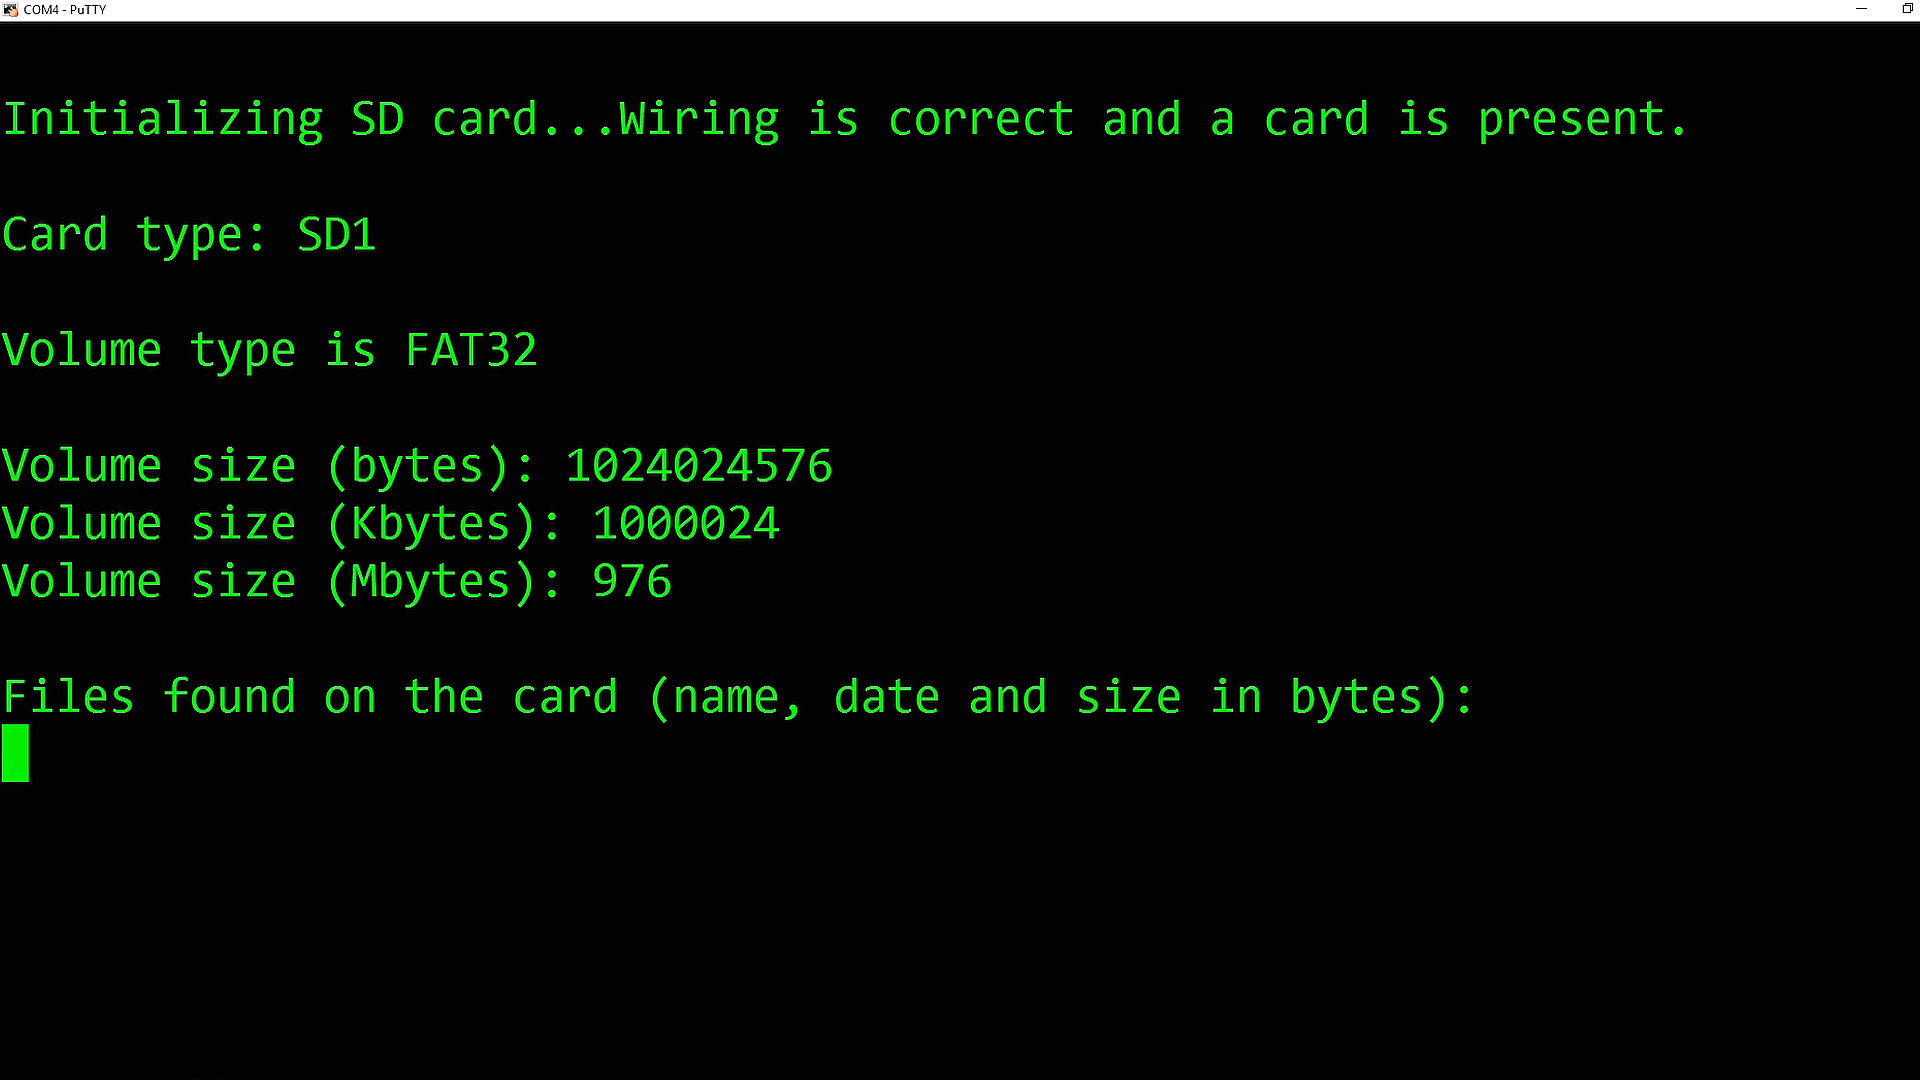 COM4 - PuTTY
Initializing SD card...Wiring is correct and a card is present.
Card type: SD1
Volume type is FAT32
Volume size (bytes): 1024024576
Volume size (Kbytes): 1000024
Volume size (Mbytes): 976
Files found on the card (name, date and size in bytes):